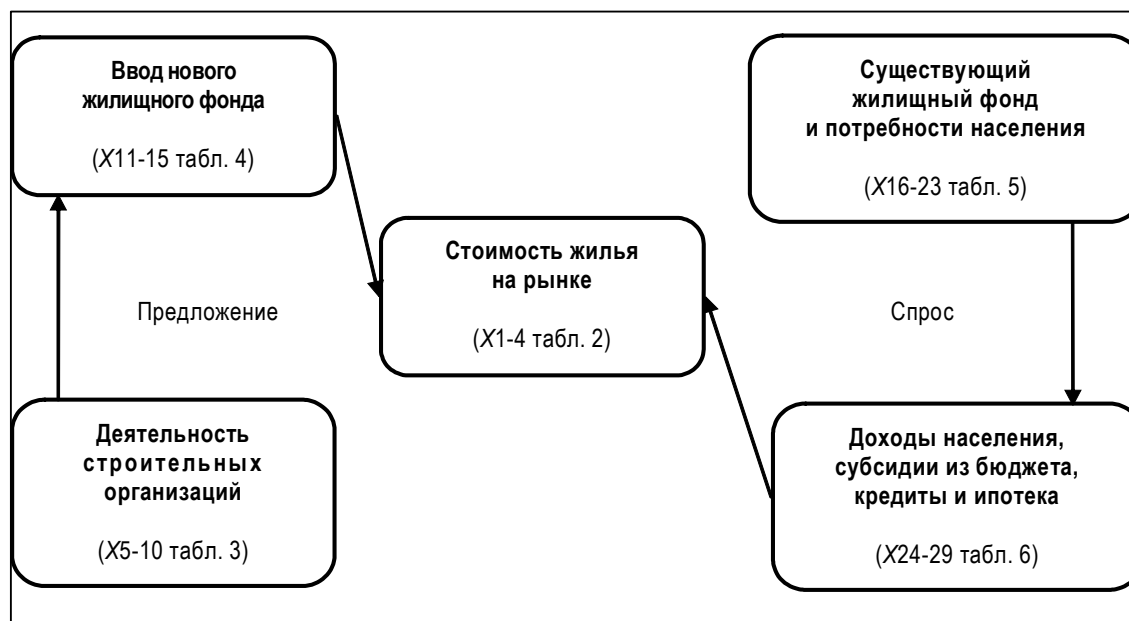 Ввод нового
жилищного фонда
(X11-15 табл. 4)
Существующий
жилищный фонд
и потребности населения
(X16-23 табл. 5)
Стоимость жилья
на рынке
(X1-4 табл. 2)
Предложение
Спрос
Деятельность
строительных
организаций
(X5-10 табл. 3)
Доходы населения,
субсидии из бюджета,
кредиты и ипотека
(X24-29 табл. 6)